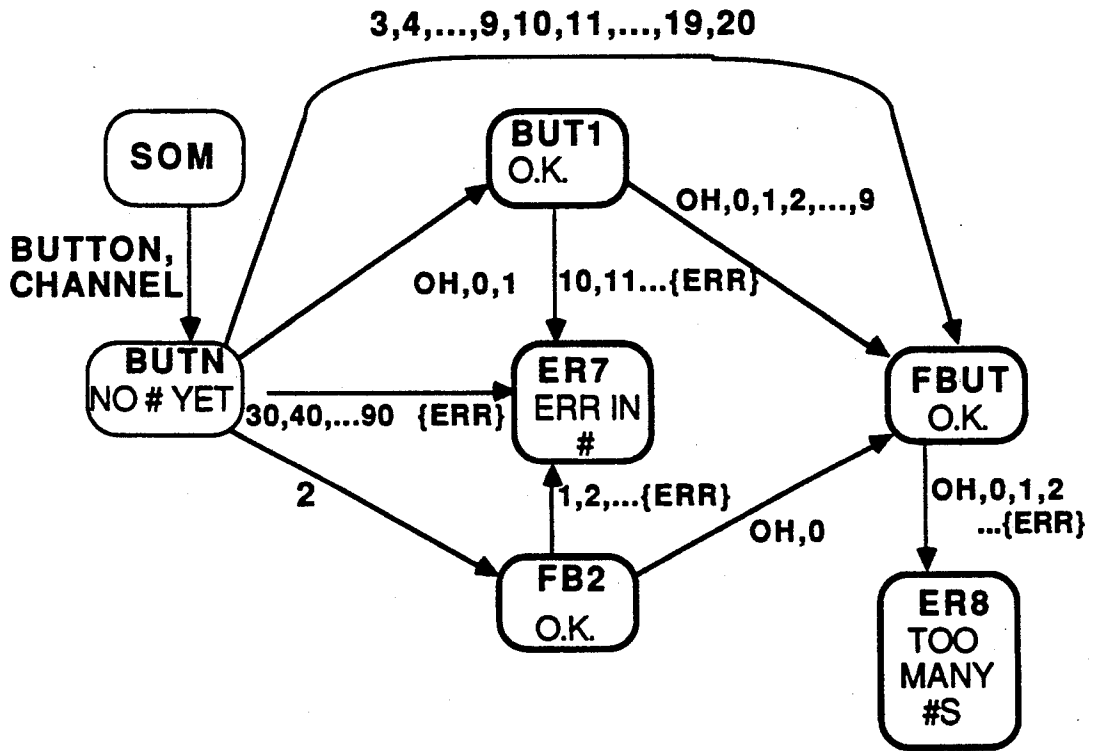 3,4,...,9,10,11,...,19,20
SOM
BUT1
O.K.
OH,0,1,2,...,9
BUTTON,
CHANNEL
OH,0,1
10,11...{ERR}
BUTN
NO # YET
ER7
ERR IN
#
FBUT
O.K.
30,40,...90 {ERR}
2
1,2,...{ERR}
OH,0
OH,0,1,2
...{ERR}
FB2
O.K.
ER8
TOO
MANY
#S